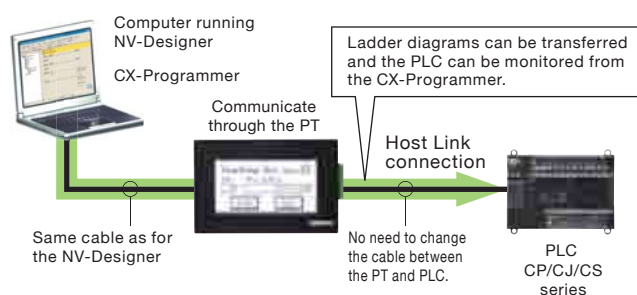 Computer running
NV-Designer
CX-Programmer
Ladder diagrams can be transferred
and the PLC can be monitored from
the CX-Programmer.
Communicate
through the PT
Host Link
connection
Same cable as for
the NV-Designer
No need to change
the cable between
the PT and PLC.
PLC
CP/CJ/CS
series